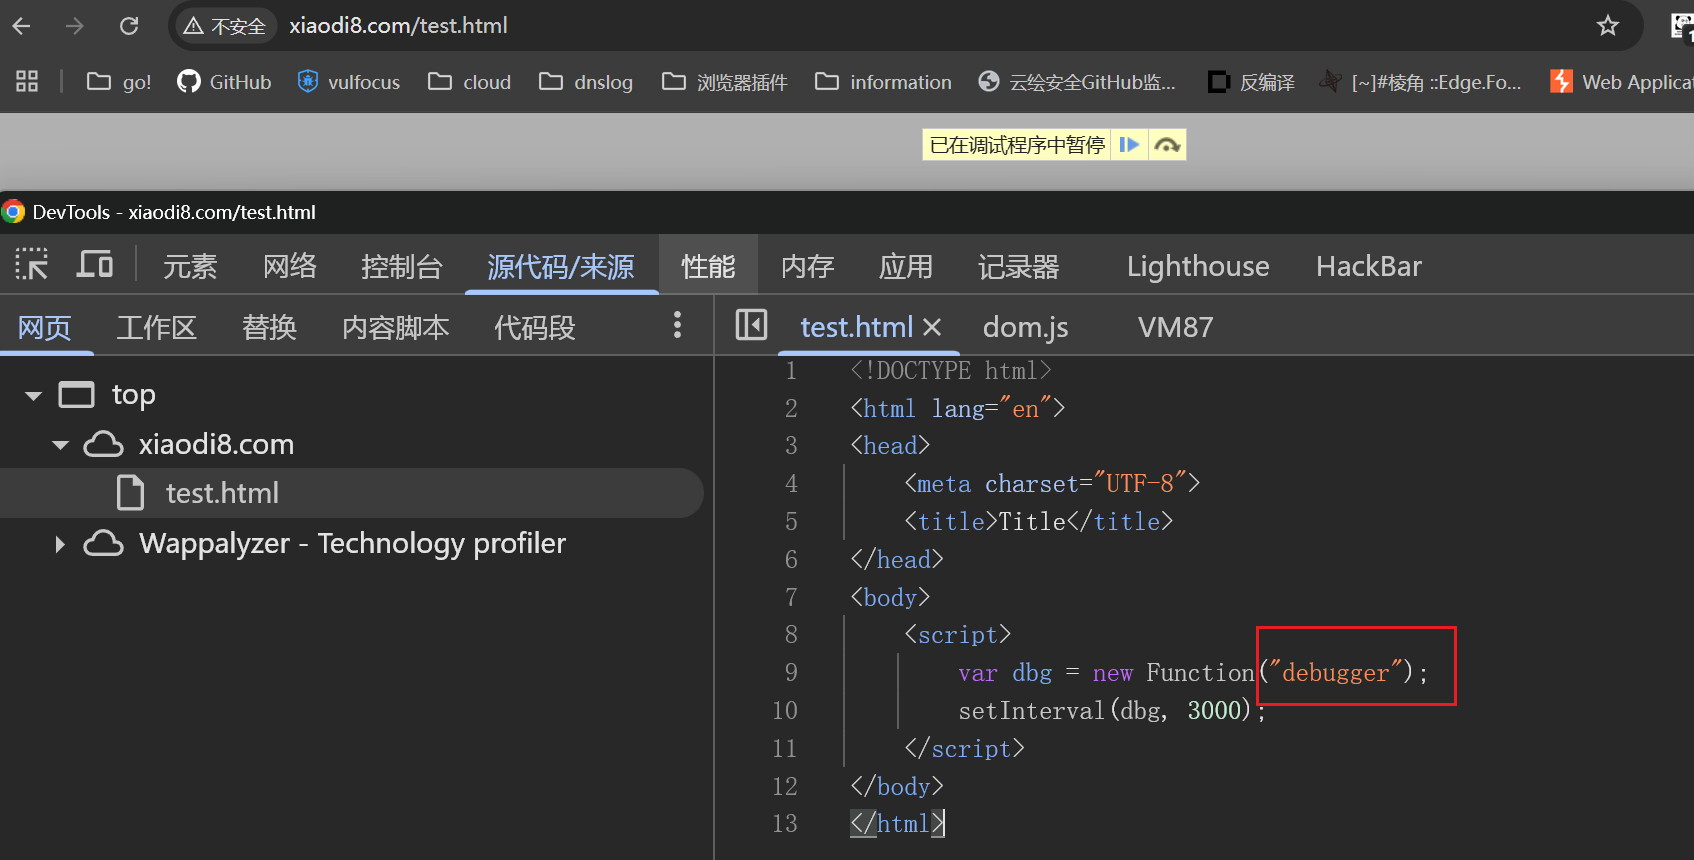 不安全 xiaodi8.com/test.html
go! GitHub vulfocus cloud dnslog 浏览器插件 information 云绘安全GitHub监... 反编译 [~]#棱角 ::Edge.Fo... Web Applicat
已在调试程序中暂停
DevTools - xiaodi8.com/test.html
元素 网络 控制台 源代码/来源 性能 内存 应用 记录器 Lighthouse HackBar
网页 工作区 替换 内容脚本 代码段
test.html dom.js VM87
top
xiaodi8.com
test.html
Wappalyzer - Technology profiler
1 <!DOCTYPE html>
2 <html lang="en">
3 <head>
4 <meta charset="UTF-8">
5 <title>Title</title>
6 </head>
7 <body>
8 <script>
9 var dbg = new Function("debugger");
10 setInterval(dbg, 3000);
11 </script>
12 </body>
13 </html>